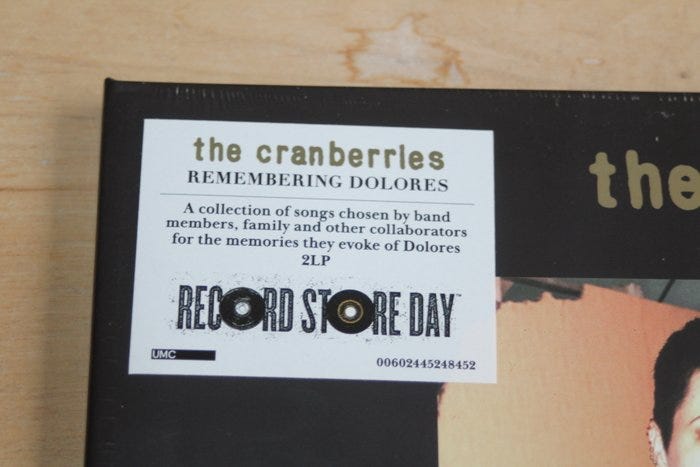 the cranberries
REMEMBERING DOLORES
A collection of songs chosen by band
members, family and other collaborators
for the memories they evoke of Dolores
2LP
RECORD STORE DAY™
UMC
00602445248452
the